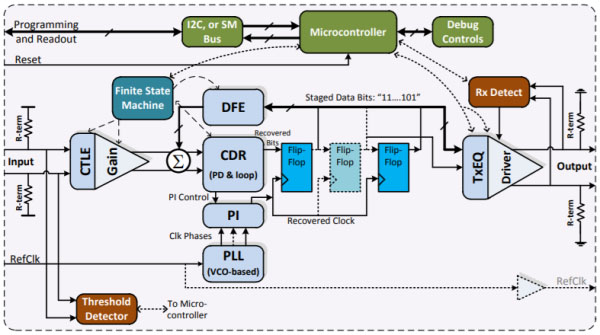 Programming
and Readout
I2C, or SM
Bus
Microcontroller
Debug
Controls
Reset
Finite State
Machine
DFE
Staged Data Bits: "11....101"
Rx Detect
R-term
R-term
Recovered
Bits
Input
CTLE
Gain
Σ
CDR
(PD & loop)
Flip-
Flop
Flip-
Flop
Flip-
Flop
TxEQ
Driver
Output
PI Control
PI
Recovered Clock
R-term
R-term
Clk Phases
RefClk
PLL
(VCO-based)
RefClk
Threshold
Detector
To Micro-
controller